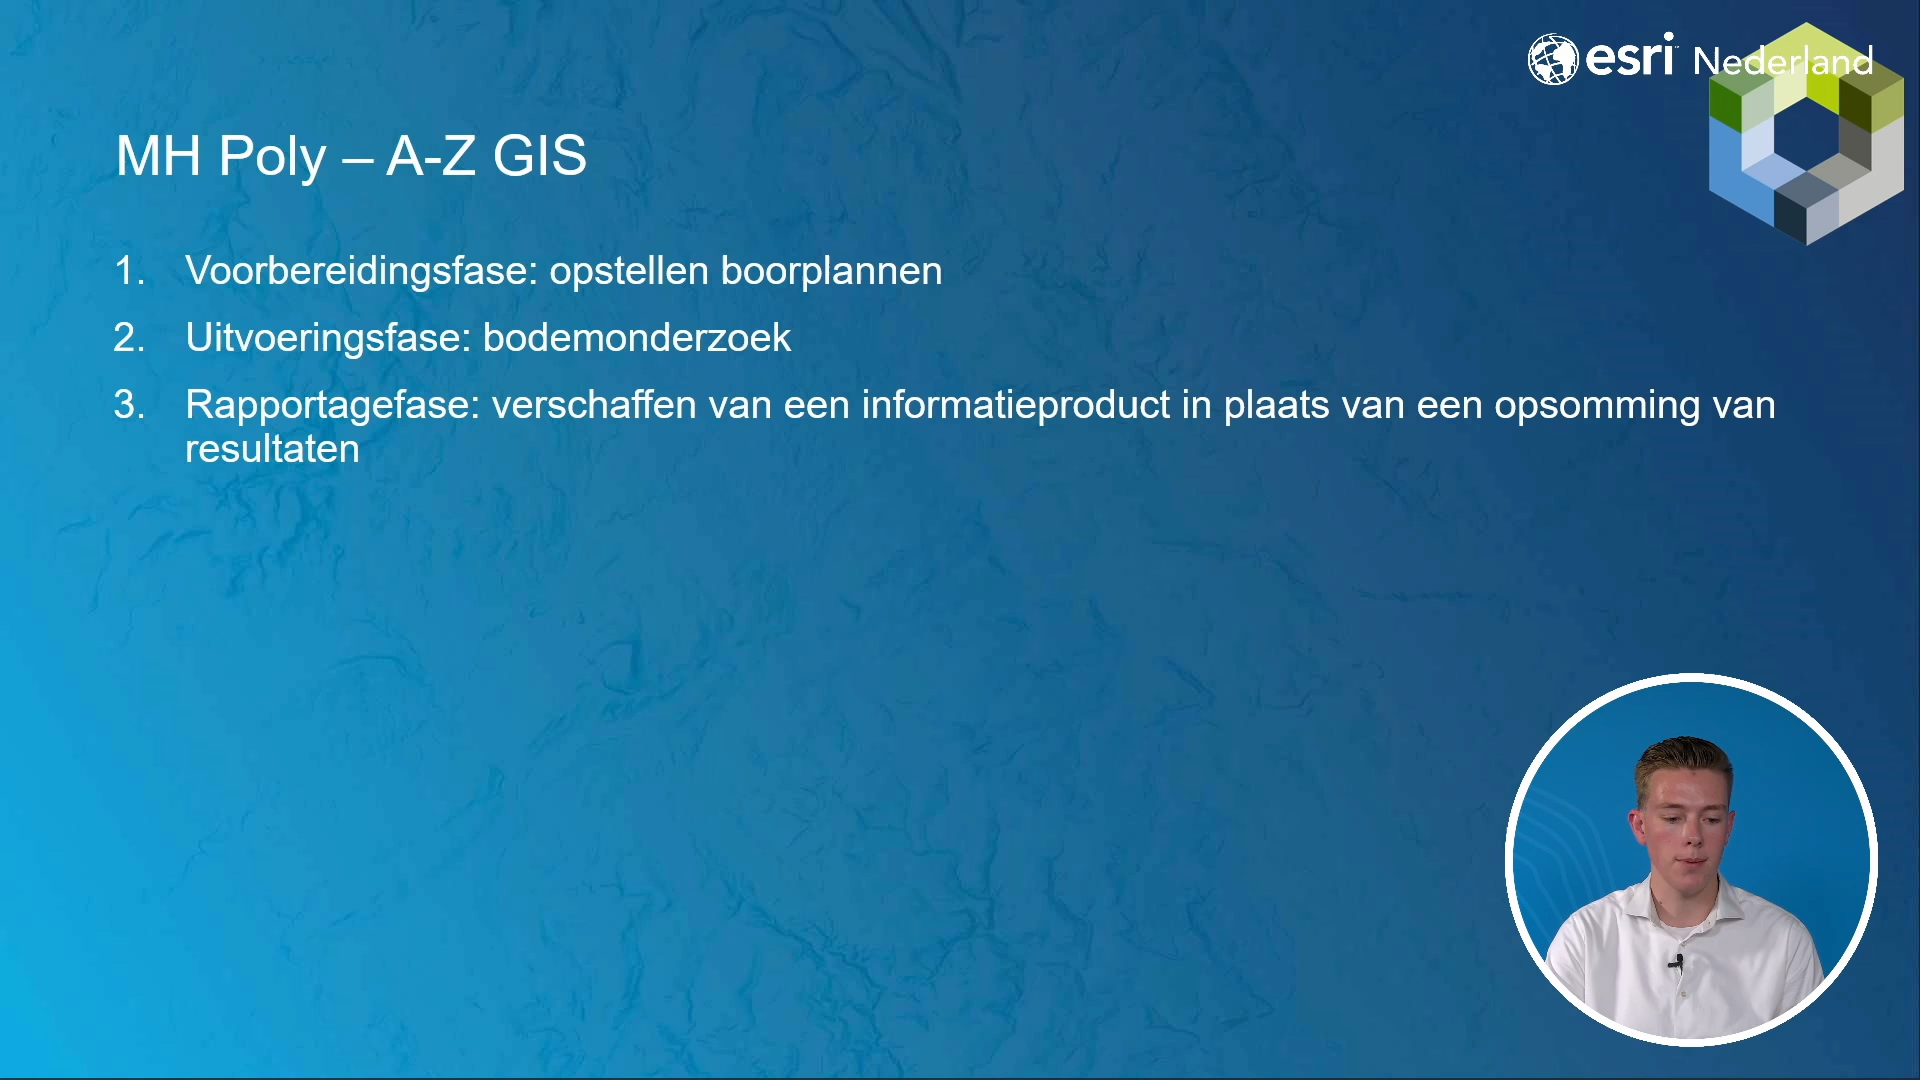 esri Nederland
MH Poly – A-Z GIS
1. Voorbereidingsfase: opstellen boorplannen
2. Uitvoeringsfase: bodemonderzoek
3. Rapportagefase: verschaffen van een informatieproduct in plaats van een opsomming van
resultaten